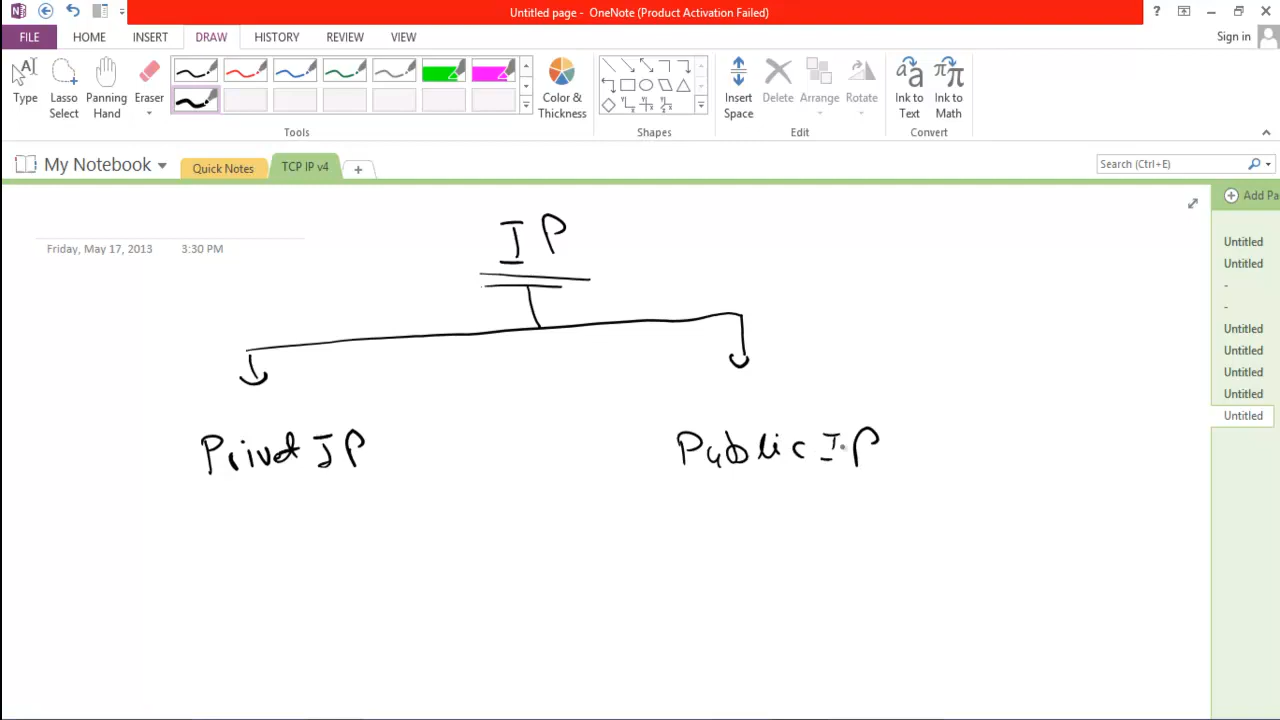 Untitled page - OneNote (Product Activation Failed)
?
FILE HOME INSERT DRAW HISTORY REVIEW VIEW
Sign in
Type Lasso Select Panning Hand Eraser
Color & Thickness
Insert Space Delete Arrange Rotate
Ink to Text Ink to Math
Tools Shapes Edit Convert
My Notebook Quick Notes TCP IP v4 +
Search (Ctrl+E)
Add Pa
Friday, May 17, 2013 3:30 PM
IP
Privat IP
Public IP
Untitled
Untitled
-
-
Untitled
Untitled
Untitled
Untitled
Untitled